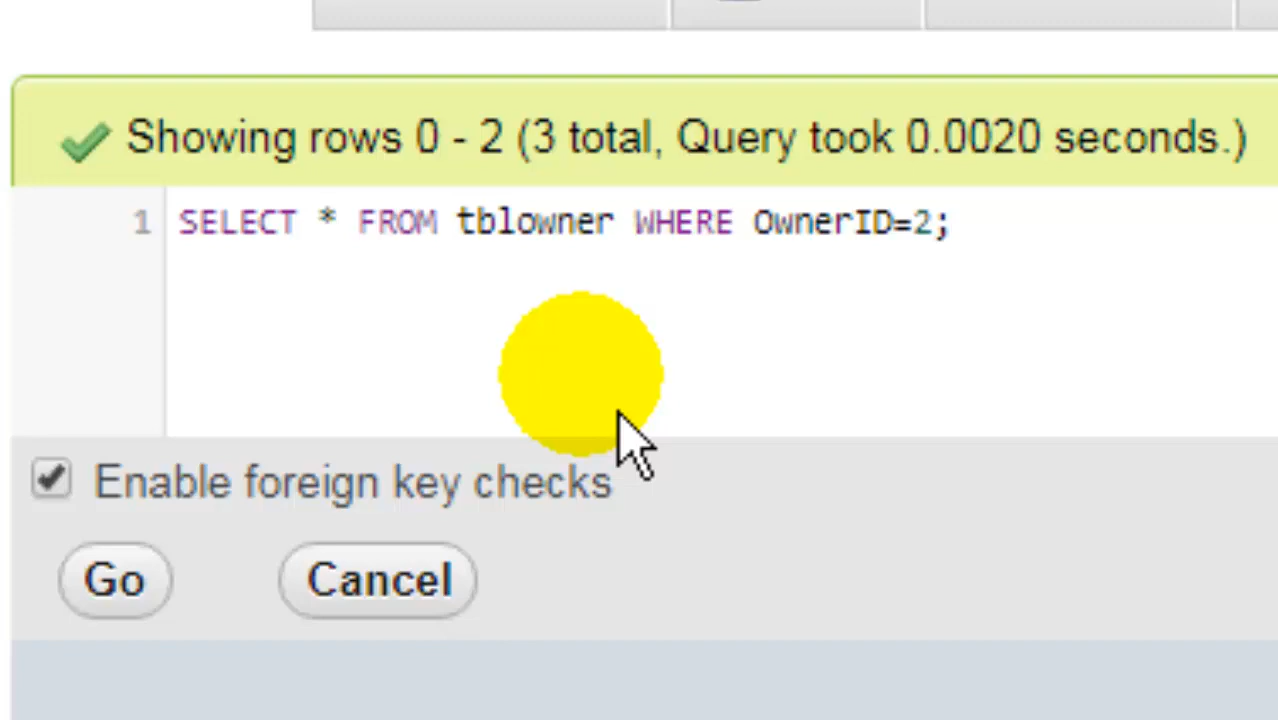 Showing rows 0 - 2 (3 total, Query took 0.0020 seconds.)
1 SELECT * FROM tblowner WHERE OwnerID=2;
Enable foreign key checks
Go Cancel